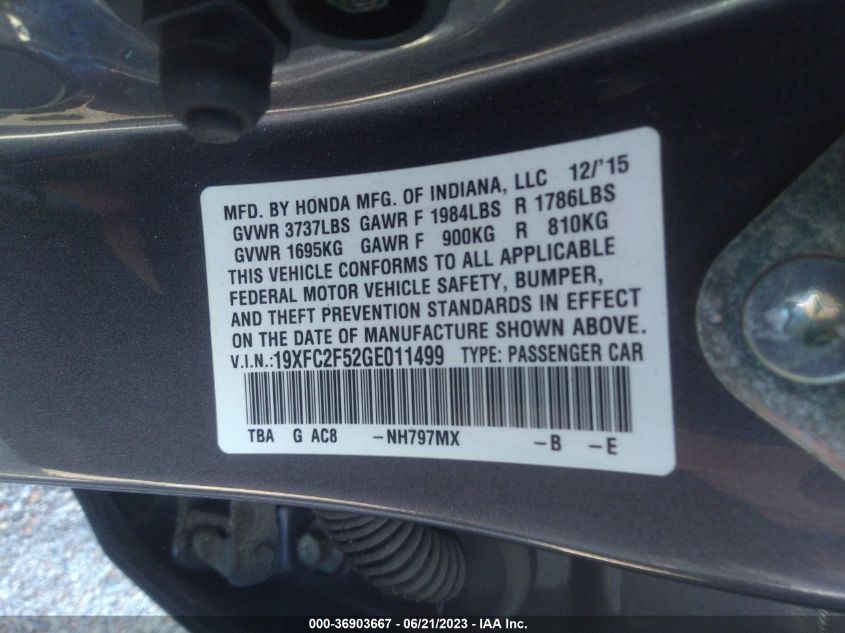 MFD. BY HONDA MFG. OF INDIANA, LLC 12/'15
GVWR 3737LBS GAWR F 1984LBS R 1786LBS
GVWR 1695KG GAWR F 900KG R 810KG
THIS VEHICLE CONFORMS TO ALL APPLICABLE
FEDERAL MOTOR VEHICLE SAFETY, BUMPER,
AND THEFT PREVENTION STANDARDS IN EFFECT
ON THE DATE OF MANUFACTURE SHOWN ABOVE.
V.I.N.:19XFC2F52GE011499 TYPE: PASSENGER CAR
TBA G AC8 –NH797MX –B –E
000-36903667 - 06/21/2023 - IAA Inc.